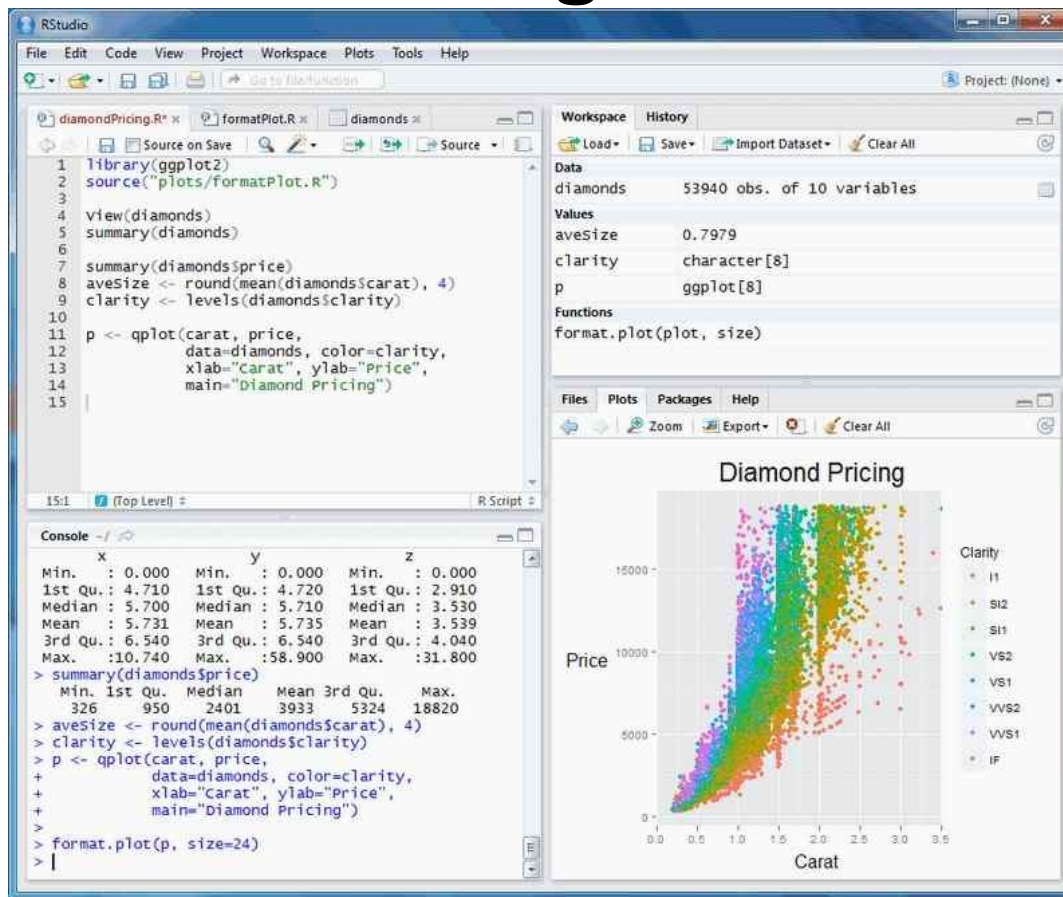 RStudio
File Edit Code View Project Workspace Plots Tools Help
Go to file/function
Project: (None)
diamondPricing.R* formatPlot.R diamonds
Source on Save Source
1 library(ggplot2)
2 source("plots/formatPlot.R")
3
4 View(diamonds)
5 summary(diamonds)
6
7 summary(diamonds$price)
8 aveSize <- round(mean(diamonds$carat), 4)
9 clarity <- levels(diamonds$clarity)
10
11 p <- qplot(carat, price,
12 data=diamonds, color=clarity,
13 xlab="Carat", ylab="Price",
14 main="Diamond Pricing")
15
15:1 (Top Level) R Script
Console ~/
x y z
Min. : 0.000 Min. : 0.000 Min. : 0.000
1st Qu.: 4.710 1st Qu.: 4.720 1st Qu.: 2.910
Median : 5.700 Median : 5.710 Median : 3.530
Mean : 5.731 Mean : 5.735 Mean : 3.539
3rd Qu.: 6.540 3rd Qu.: 6.540 3rd Qu.: 4.040
Max. :10.740 Max. :58.900 Max. :31.800
> summary(diamonds$price)
Min. 1st Qu. Median Mean 3rd Qu. Max.
326 950 2401 3933 5324 18820
> aveSize <- round(mean(diamonds$carat), 4)
> clarity <- levels(diamonds$clarity)
> p <- qplot(carat, price,
+ data=diamonds, color=clarity,
+ xlab="Carat", ylab="Price",
+ main="Diamond Pricing")
>
> format.plot(p, size=24)
>
Workspace History
Load Save Import Dataset Clear All
Data
diamonds 53940 obs. of 10 variables
Values
aveSize 0.7979
clarity character[8]
p ggplot[8]
Functions
format.plot(plot, size)
Files Plots Packages Help
Zoom Export Clear All
Diamond Pricing
Clarity
I1
SI2
SI1
VS2
VS1
VVS2
VVS1
IF
Price
15000
10000
5000
0
0.0 0.5 1.0 1.5 2.0 2.5 3.0 3.5
Carat